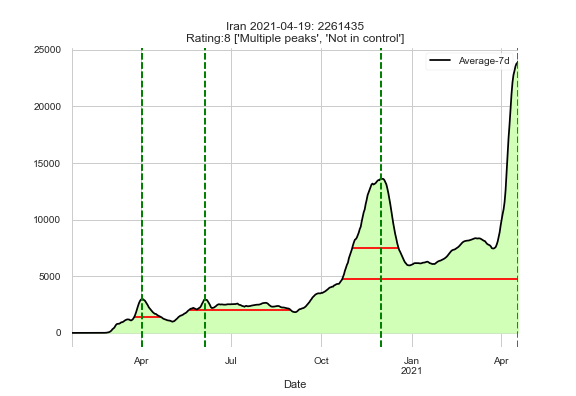 Iran 2021-04-19: 2261435
Rating:8 ['Multiple peaks', 'Not in control']
Average-7d
25000
20000
15000
10000
5000
0
Apr
Jul
Oct
Jan
2021
Apr
Date